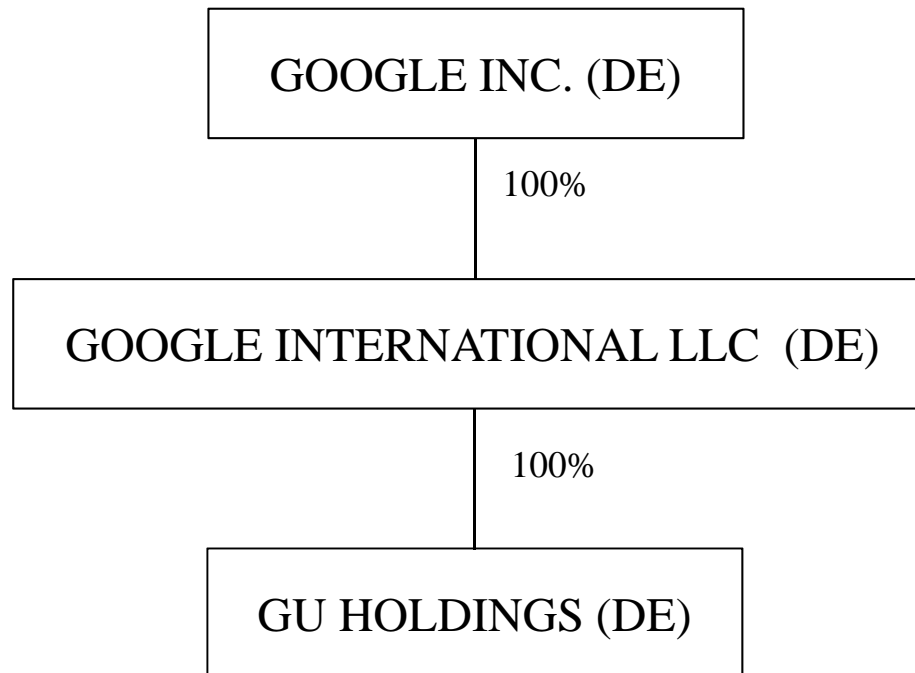 GOOGLE INC. (DE)
100%
GOOGLE INTERNATIONAL LLC (DE)
100%
GU HOLDINGS (DE)